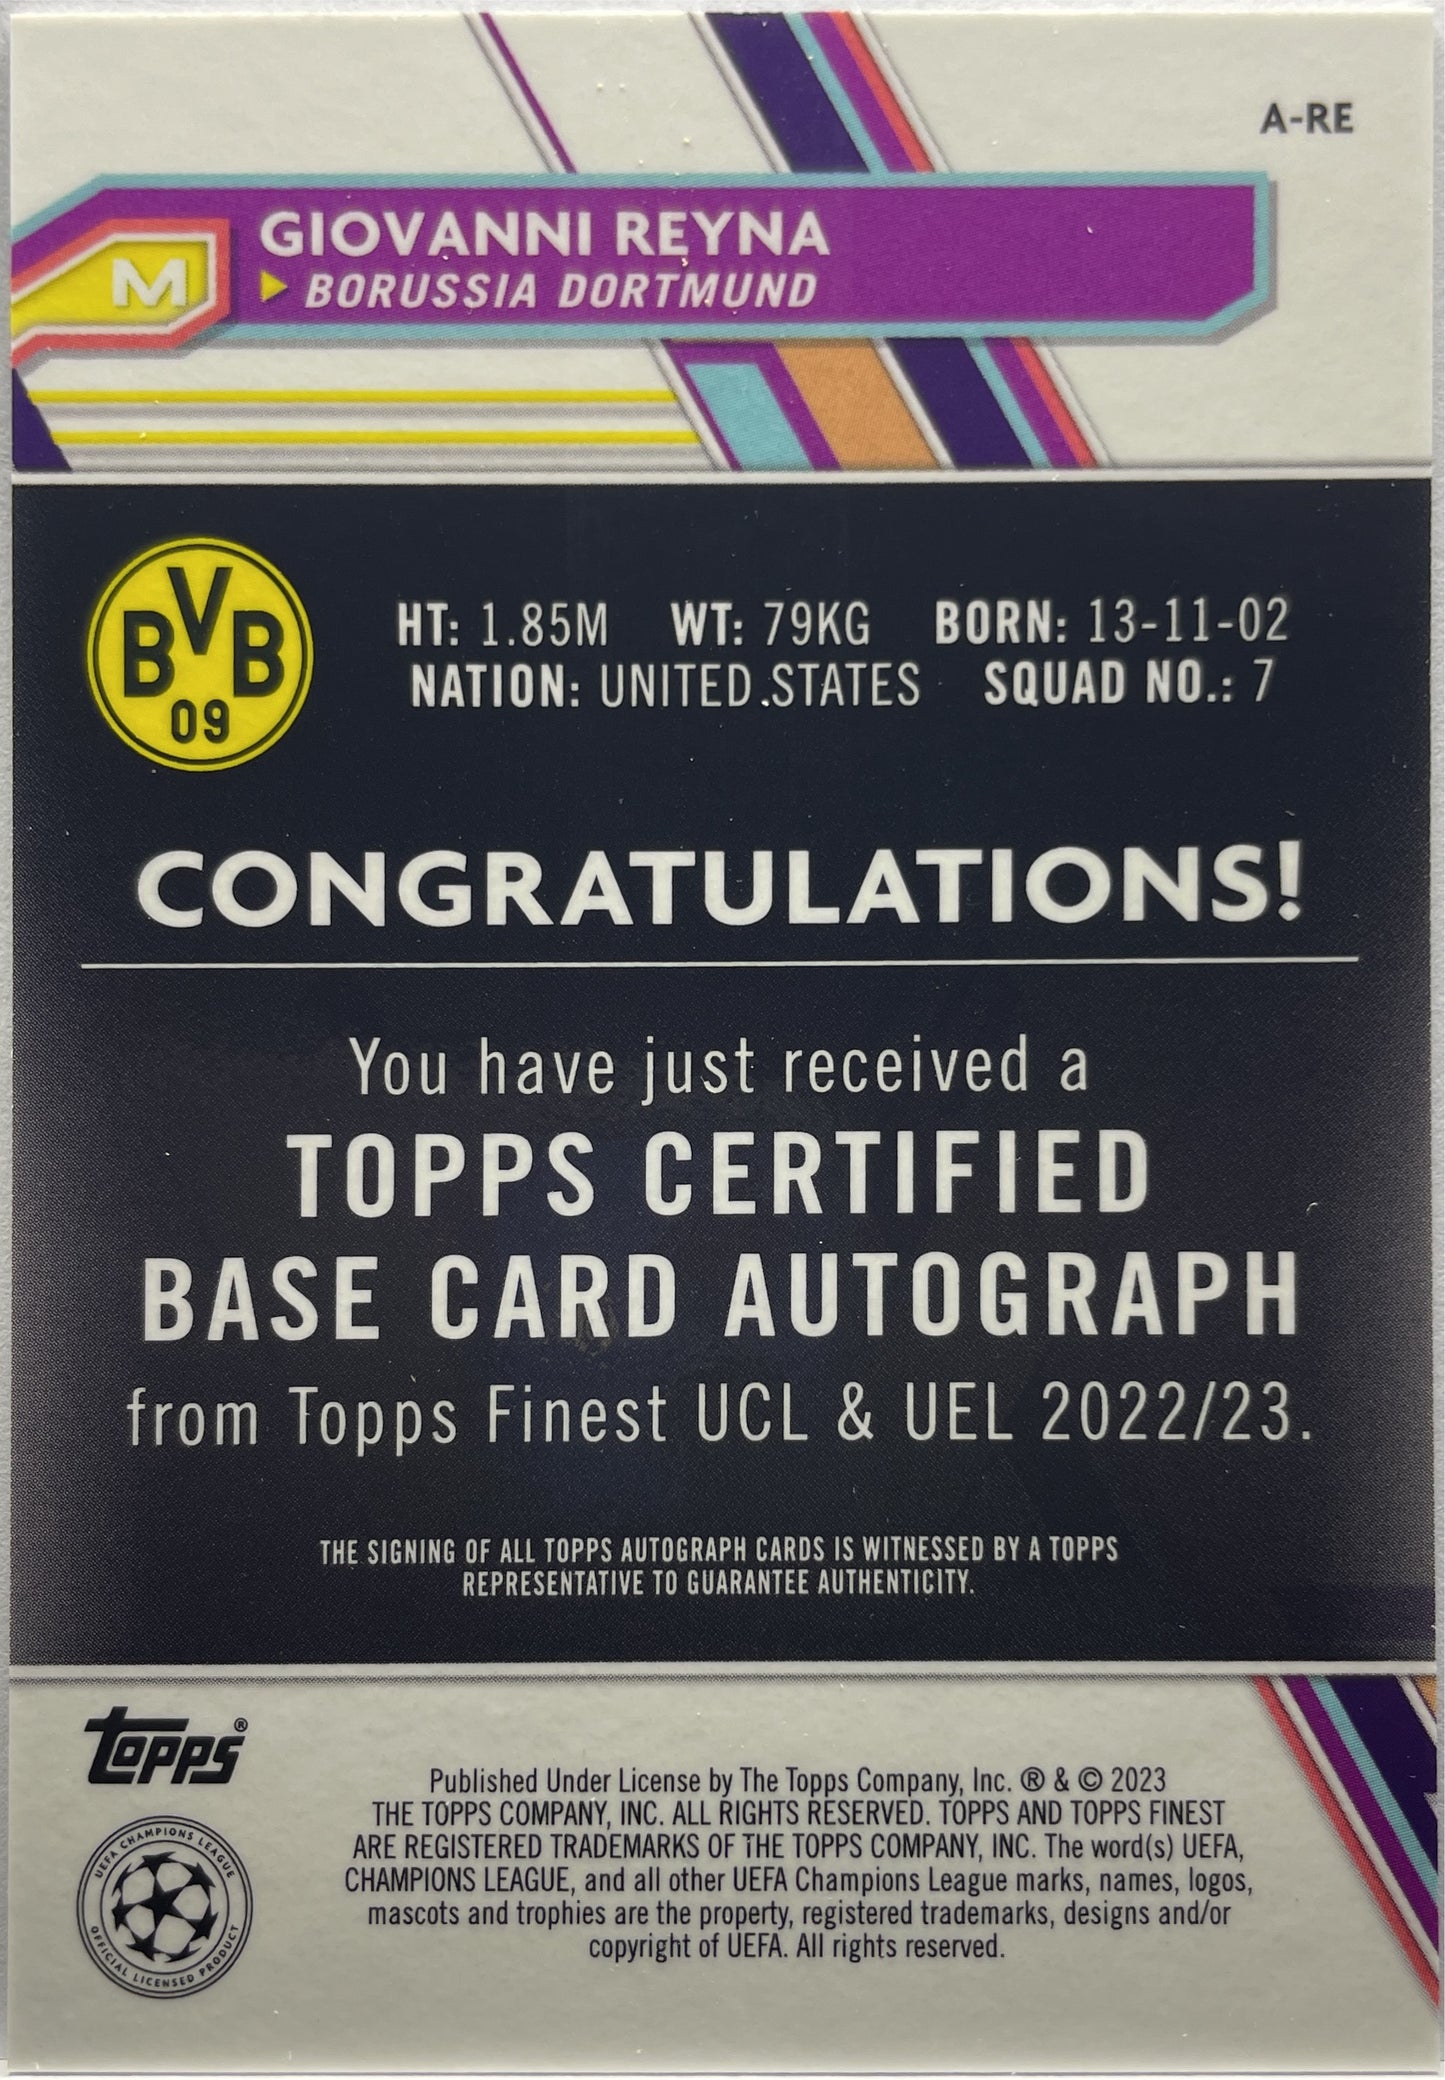 A-RE
M
GIOVANNI REYNA
BORUSSIA DORTMUND
BVB
09
HT: 1.85M WT: 79KG BORN: 13-11-02
NATION: UNITED STATES SQUAD NO.: 7
CONGRATULATIONS!
You have just received a
TOPPS CERTIFIED
BASE CARD AUTOGRAPH
from Topps Finest UCL & UEL 2022/23.
THE SIGNING OF ALL TOPPS AUTOGRAPH CARDS IS WITNESSED BY A TOPPS
REPRESENTATIVE TO GUARANTEE AUTHENTICITY.
Topps®
UEFA CHAMPIONS LEAGUE
OFFICIAL LICENSED PRODUCT
Published Under License by The Topps Company, Inc. ® & © 2023
THE TOPPS COMPANY, INC. ALL RIGHTS RESERVED. TOPPS AND TOPPS FINEST
ARE REGISTERED TRADEMARKS OF THE TOPPS COMPANY, INC. The word(s) UEFA,
CHAMPIONS LEAGUE, and all other UEFA Champions League marks, names, logos,
mascots and trophies are the property, registered trademarks, designs and/or
copyright of UEFA. All rights reserved.